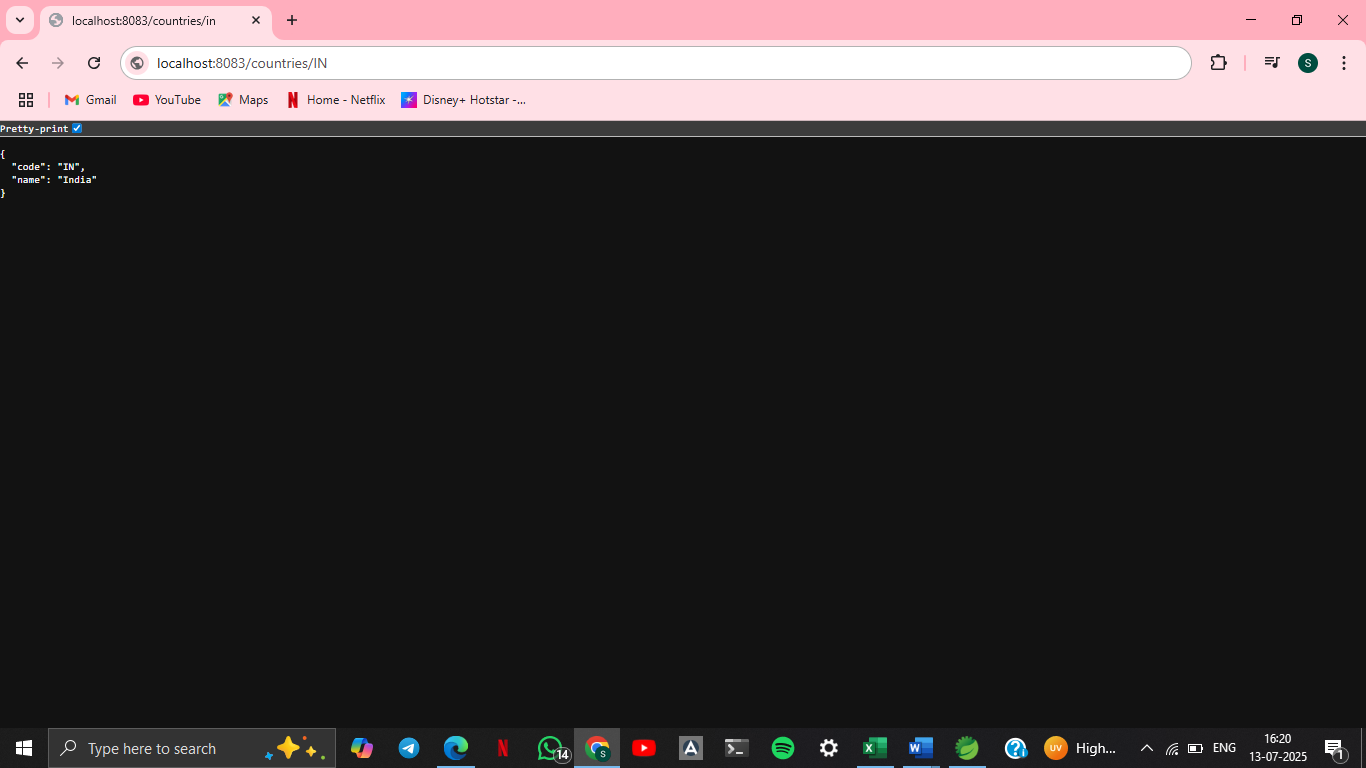 localhost:8083/countries/in
localhost:8083/countries/IN
S
Gmail
YouTube
Maps
Home - Netflix
Disney+ Hotstar -...
Pretty-print
{
  "code": "IN",
  "name": "India"
}
Type here to search
14
S
UV
High...
ENG
16:20
13-07-2025
1